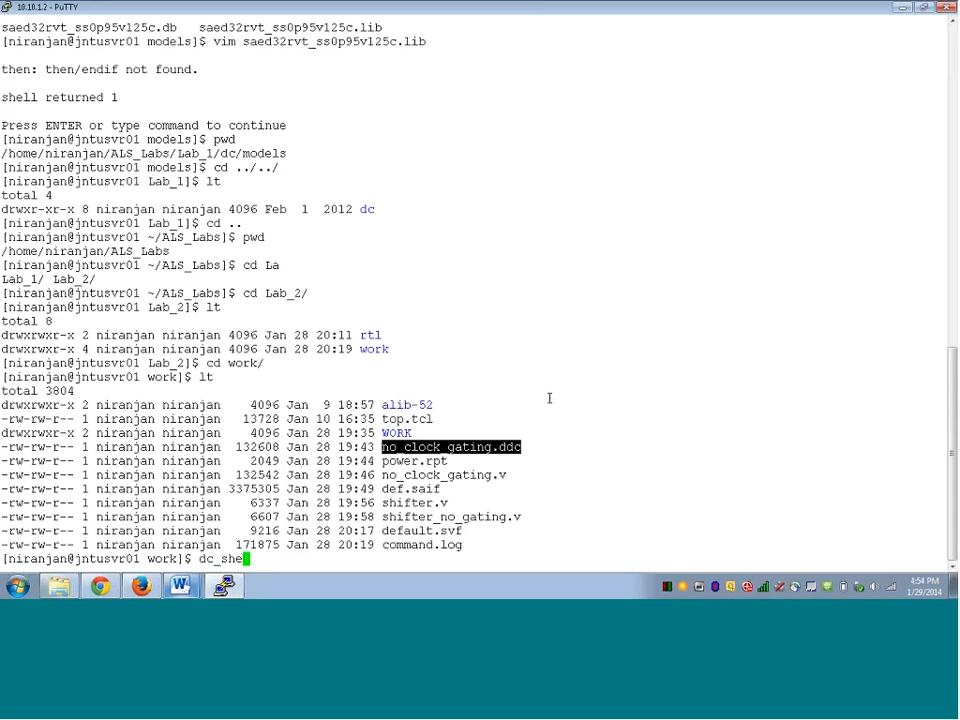 10.10.1.2 - PuTTY
saed32rvt_ss0p95v125c.db   saed32rvt_ss0p95v125c.lib
[niranjan@jntusvr01 models]$ vim saed32rvt_ss0p95v125c.lib
then: then/endif not found.
shell returned 1
Press ENTER or type command to continue
[niranjan@jntusvr01 models]$ pwd
/home/niranjan/ALS_Labs/Lab_1/dc/models
[niranjan@jntusvr01 models]$ cd ../../
[niranjan@jntusvr01 Lab_1]$ lt
total 4
drwxr-xr-x 8 niranjan niranjan 4096 Feb  1  2012 dc
[niranjan@jntusvr01 Lab_1]$ cd ..
[niranjan@jntusvr01 ~/ALS_Labs]$ pwd
/home/niranjan/ALS_Labs
[niranjan@jntusvr01 ~/ALS_Labs]$ cd La
Lab_1/ Lab_2/
[niranjan@jntusvr01 ~/ALS_Labs]$ cd Lab_2/
[niranjan@jntusvr01 Lab_2]$ lt
total 8
drwxrwxr-x 2 niranjan niranjan 4096 Jan 28 20:11 rtl
drwxrwxr-x 4 niranjan niranjan 4096 Jan 28 20:19 work
[niranjan@jntusvr01 Lab_2]$ cd work/
[niranjan@jntusvr01 work]$ lt
total 3804
drwxrwxr-x 2 niranjan niranjan    4096 Jan  9 18:57 alib-52
-rw-rw-r-- 1 niranjan niranjan   13728 Jan 10 16:35 top.tcl
drwxrwxr-x 2 niranjan niranjan    4096 Jan 28 19:35 WORK
-rw-rw-r-- 1 niranjan niranjan  132608 Jan 28 19:43 no_clock_gating.ddc
-rw-rw-r-- 1 niranjan niranjan    2049 Jan 28 19:44 power.rpt
-rw-rw-r-- 1 niranjan niranjan  132542 Jan 28 19:46 no_clock_gating.v
-rw-rw-r-- 1 niranjan niranjan 3375305 Jan 28 19:49 def.saif
-rw-rw-r-- 1 niranjan niranjan    6337 Jan 28 19:56 shifter.v
-rw-rw-r-- 1 niranjan niranjan    6607 Jan 28 19:58 shifter_no_gating.v
-rw-rw-r-- 1 niranjan niranjan    9216 Jan 28 20:17 default.svf
-rw-rw-r-- 1 niranjan niranjan  171875 Jan 28 20:19 command.log
[niranjan@jntusvr01 work]$ dc_she
4:54 PM
1/29/2014